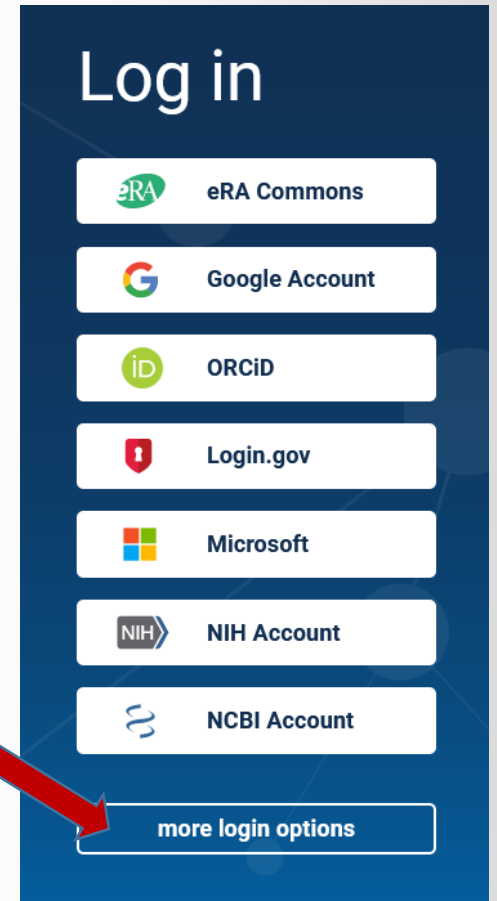 Log in
eRA eRA Commons
Google Account
iD ORCiD
Login.gov
Microsoft
NIH NIH Account
NCBI Account
more login options